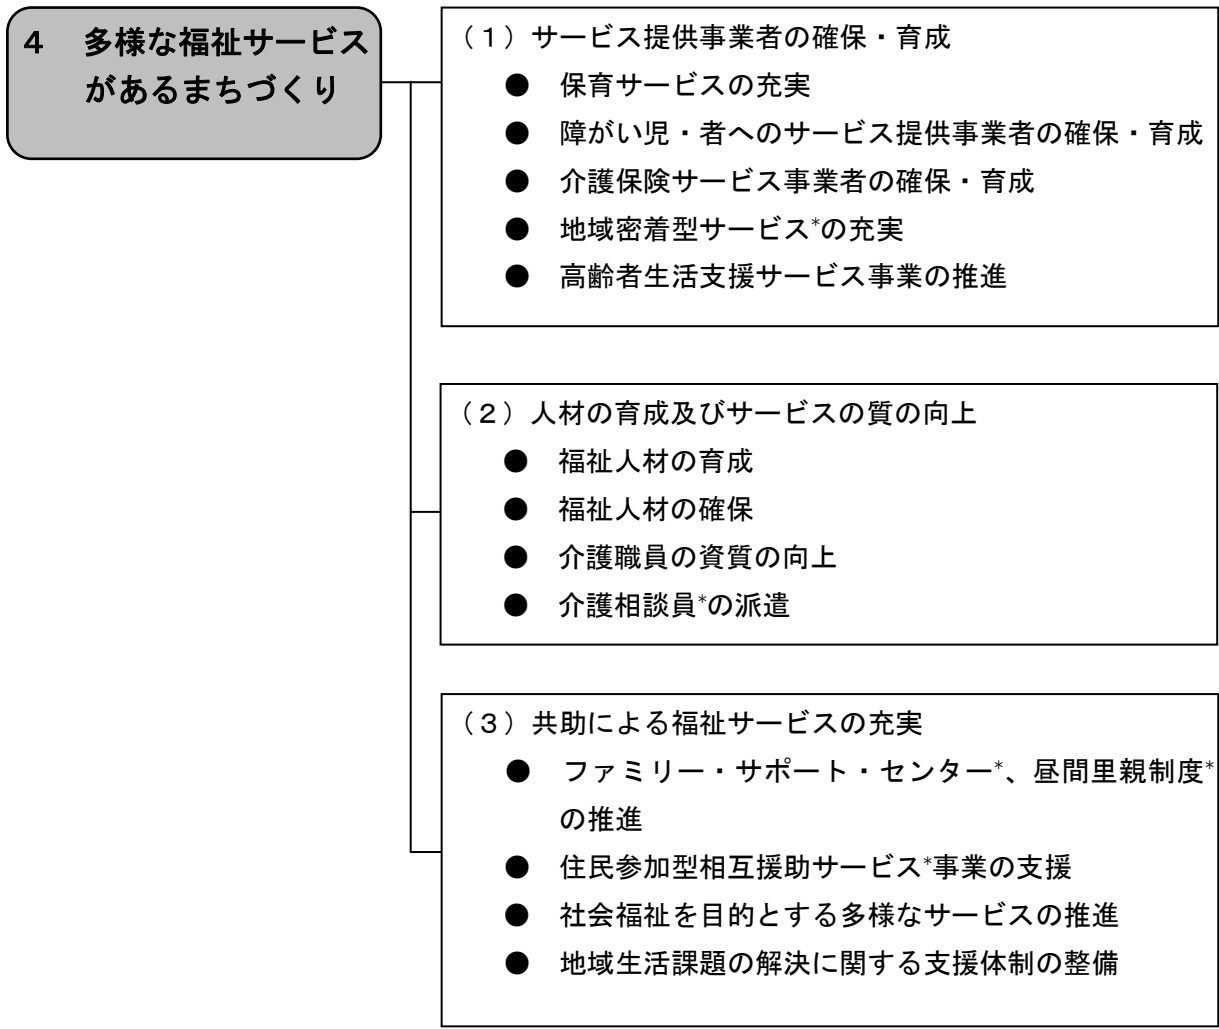 ４　多様な福祉サービス
があるまちづくり
（１）サービス提供事業者の確保・育成
●　保育サービスの充実
●　障がい児・者へのサービス提供事業者の確保・育成
●　介護保険サービス事業者の確保・育成
●　地域密着型サービス*の充実
●　高齢者生活支援サービス事業の推進
（２）人材の育成及びサービスの質の向上
●　福祉人材の育成
●　福祉人材の確保
●　介護職員の資質の向上
●　介護相談員*の派遣
（３）共助による福祉サービスの充実
●　ファミリー・サポート・センター*、昼間里親制度*
の推進
●　住民参加型相互援助サービス*事業の支援
●　社会福祉を目的とする多様なサービスの推進
●　地域生活課題の解決に関する支援体制の整備